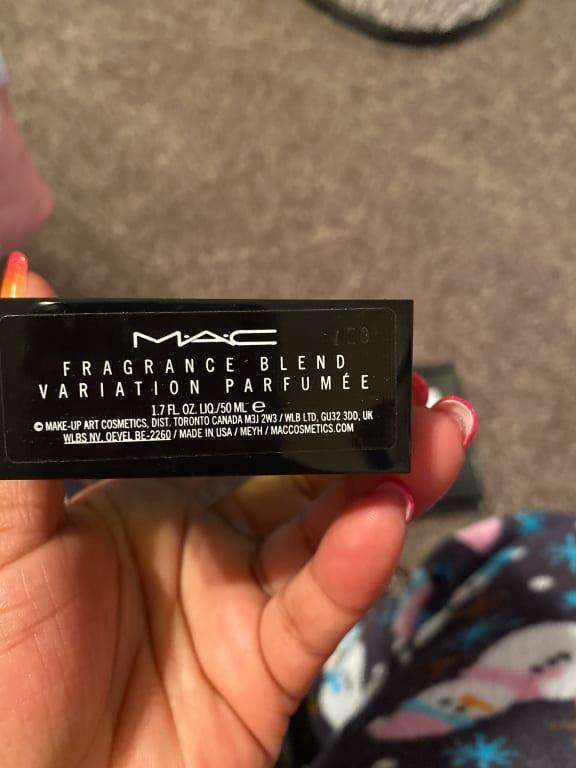 M·A·C
FRAGRANCE BLEND
VARIATION PARFUMÉE
1.7 FL. OZ. LIQ./50 ML ℮
© MAKE-UP ART COSMETICS, DIST. TORONTO CANADA M3J 2W3 / WLB LTD, GU32 3DD, UK
WLBS NV, OEVEL BE-2260 / MADE IN USA / MEYH / MACCOSMETICS.COM